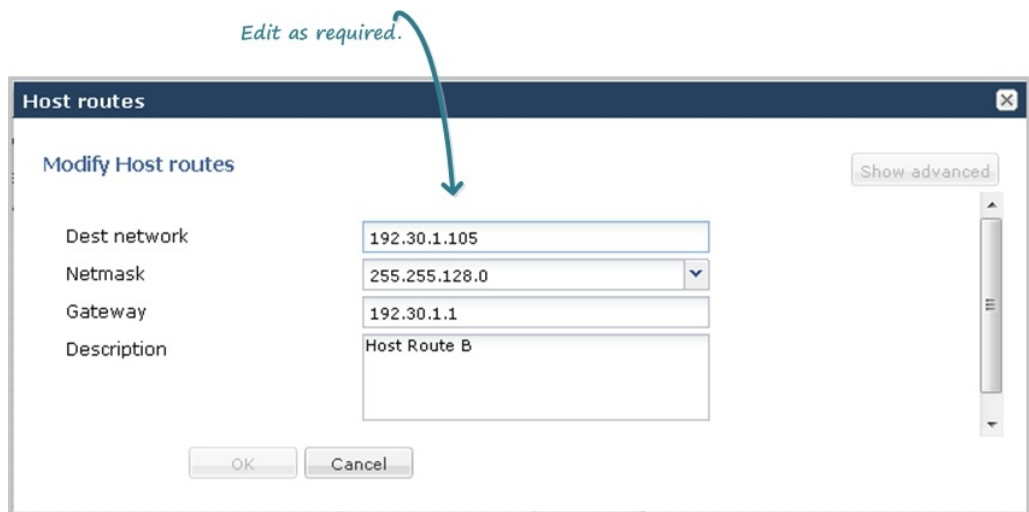 Edit as required.
Host routes
Modify Host routes
Show advanced
Dest network
192.30.1.105
Netmask
255.255.128.0
Gateway
192.30.1.1
Description
Host Route B
OK
Cancel